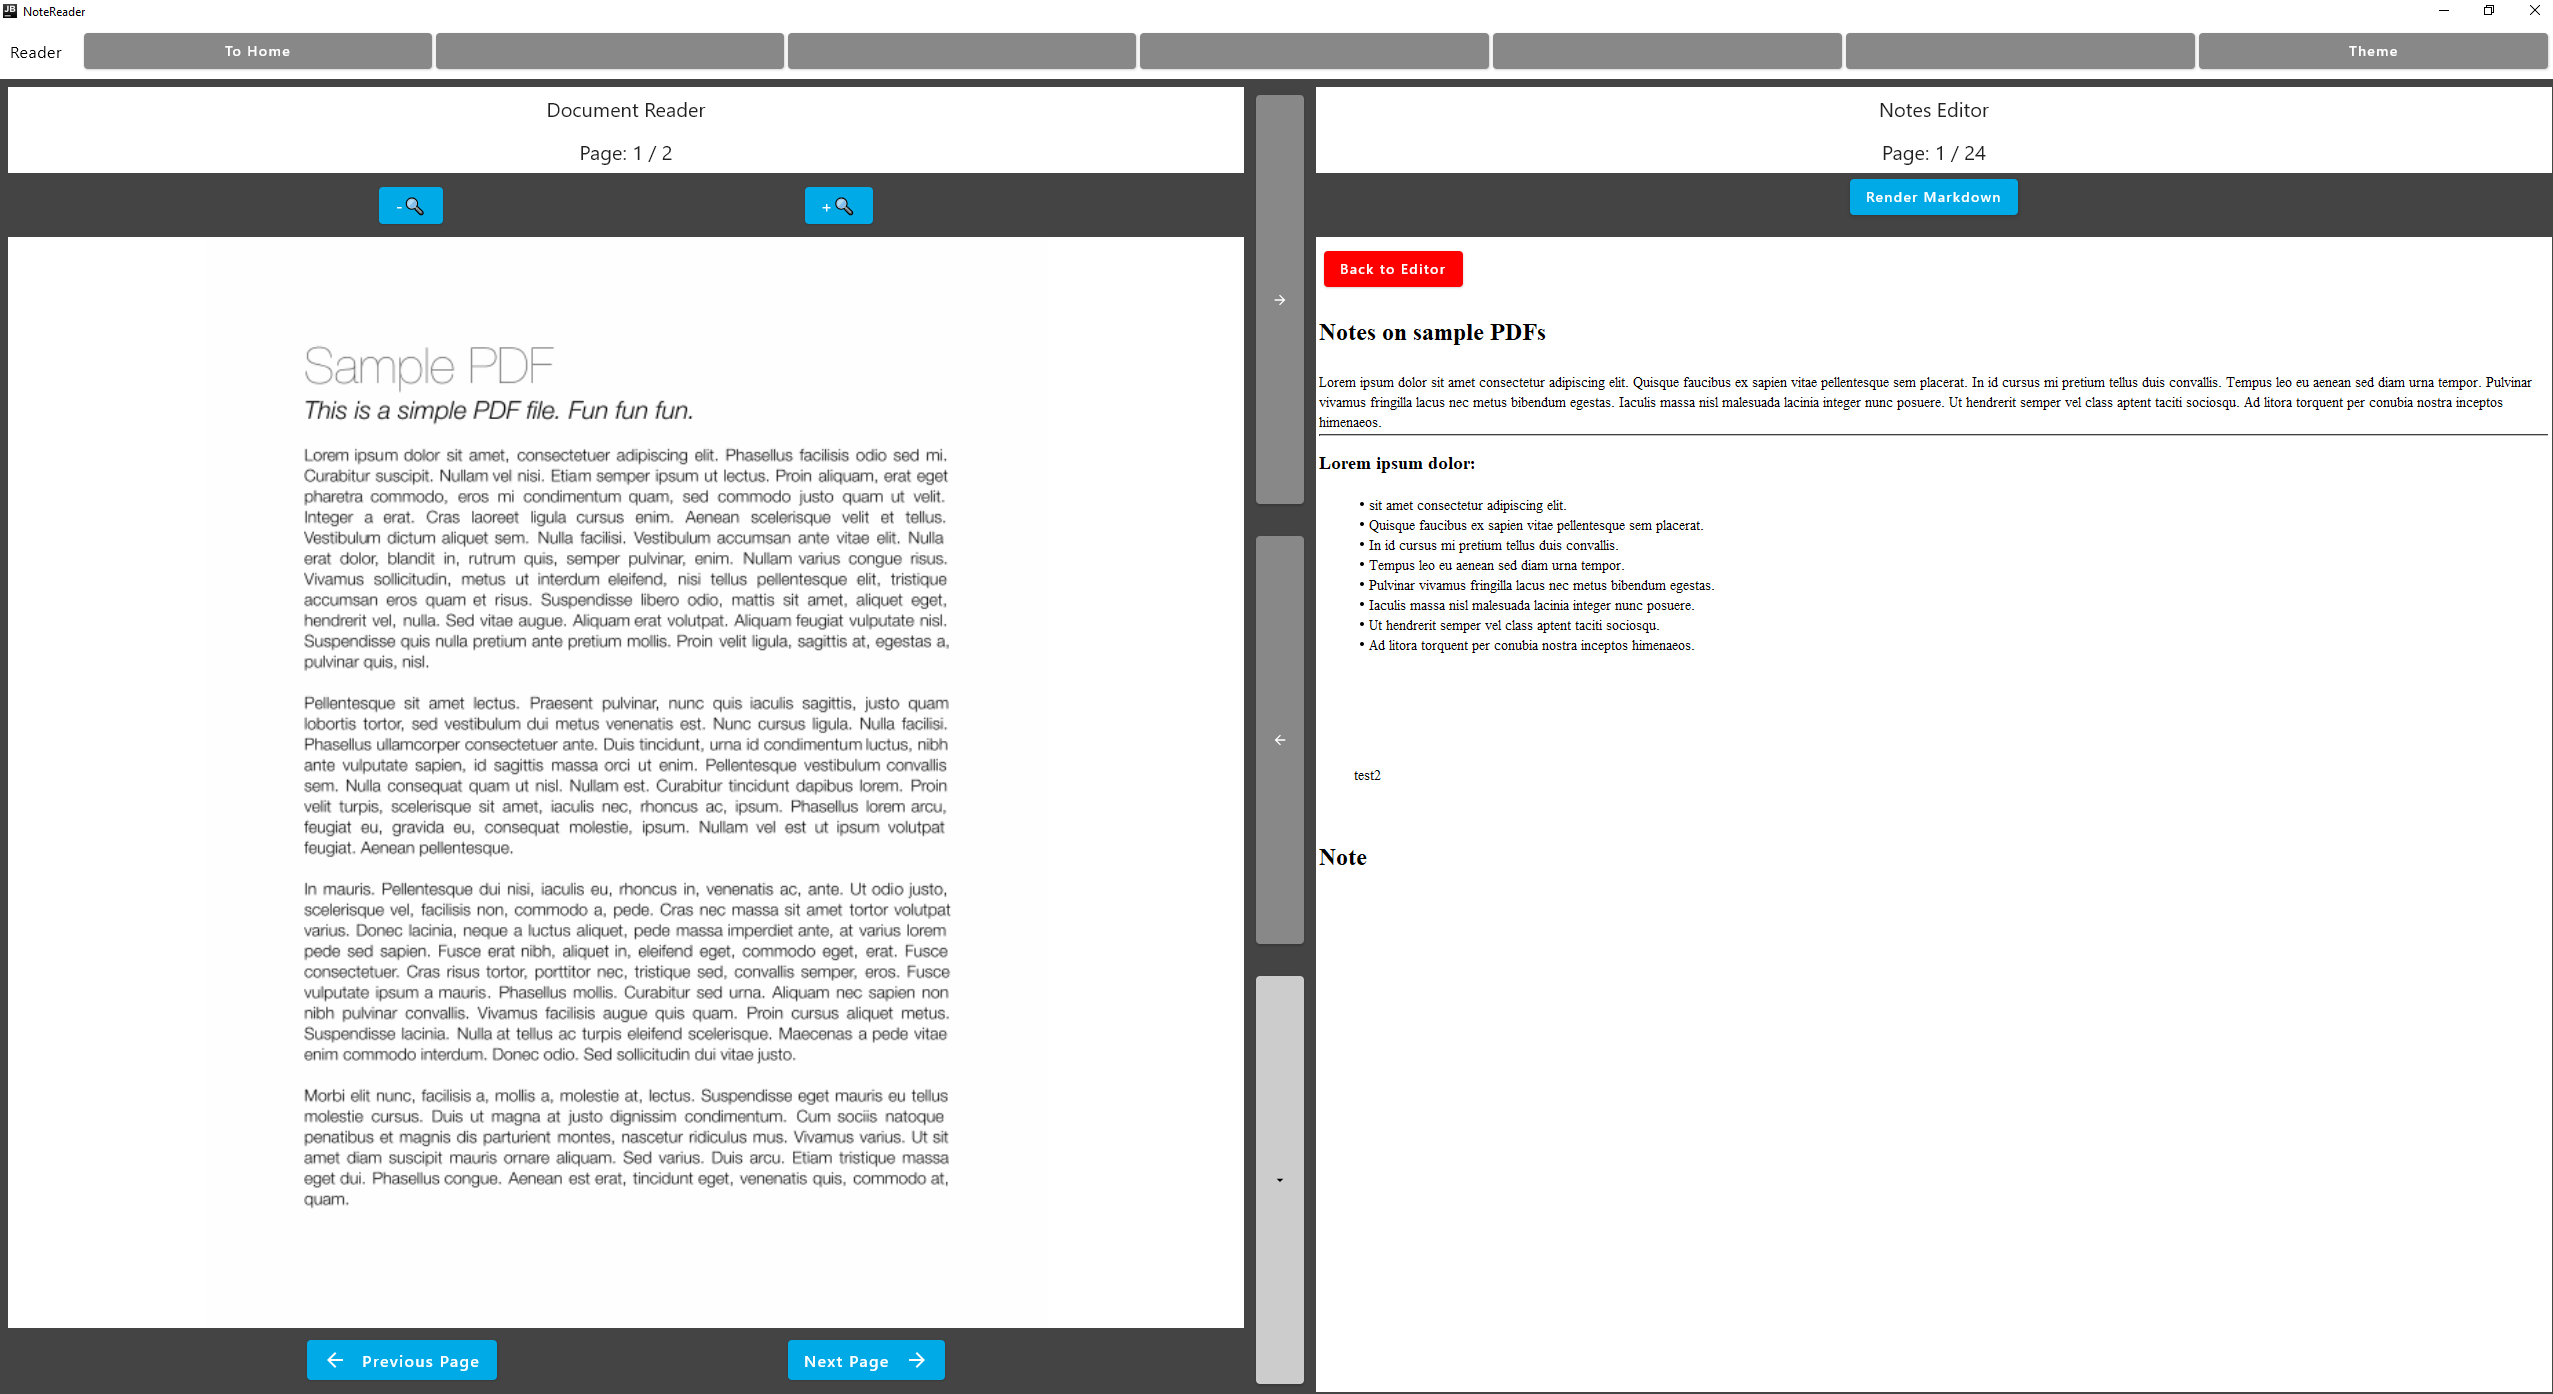 NoteReader
Reader
To Home
Theme
Document Reader
Page: 1 / 2
-
+
Sample PDF
This is a simple PDF file. Fun fun fun.
Lorem ipsum dolor sit amet, consectetuer adipiscing elit. Phasellus facilisis odio sed mi.
Curabitur suscipit. Nullam vel nisi. Etiam semper ipsum ut lectus. Proin aliquam, erat eget
pharetra commodo, eros mi condimentum quam, sed commodo justo quam ut velit.
Integer a erat. Cras laoreet ligula cursus enim. Aenean scelerisque velit et tellus.
Vestibulum dictum aliquet sem. Nulla facilisi. Vestibulum accumsan ante vitae elit. Nulla
erat dolor, blandit in, rutrum quis, semper pulvinar, enim. Nullam varius congue risus.
Vivamus sollicitudin, metus ut interdum eleifend, nisi tellus pellentesque elit, tristique
accumsan eros quam et risus. Suspendisse libero odio, mattis sit amet, aliquet eget,
hendrerit vel, nulla. Sed vitae augue. Aliquam erat volutpat. Aliquam feugiat vulputate nisl.
Suspendisse quis nulla pretium ante pretium mollis. Proin velit ligula, sagittis at, egestas a,
pulvinar quis, nisl.
Pellentesque sit amet lectus. Praesent pulvinar, nunc quis iaculis sagittis, justo quam
lobortis tortor, sed vestibulum dui metus venenatis est. Nunc cursus ligula. Nulla facilisi.
Phasellus ullamcorper consectetuer ante. Duis tincidunt, urna id condimentum luctus, nibh
ante vulputate sapien, id sagittis massa orci ut enim. Pellentesque vestibulum convallis
sem. Nulla consequat quam ut nisl. Nullam est. Curabitur tincidunt dapibus lorem. Proin
velit turpis, scelerisque sit amet, iaculis nec, rhoncus ac, ipsum. Phasellus lorem arcu,
feugiat eu, gravida eu, consequat molestie, ipsum. Nullam vel est ut ipsum volutpat
feugiat. Aenean pellentesque.
In mauris. Pellentesque dui nisi, iaculis eu, rhoncus in, venenatis ac, ante. Ut odio justo,
scelerisque vel, facilisis non, commodo a, pede. Cras nec massa sit amet tortor volutpat
varius. Donec lacinia, neque a luctus aliquet, pede massa imperdiet ante, at varius lorem
pede sed sapien. Fusce erat nibh, aliquet in, eleifend eget, commodo eget, erat. Fusce
consectetuer. Cras risus tortor, porttitor nec, tristique sed, convallis semper, eros. Fusce
vulputate ipsum a mauris. Phasellus mollis. Curabitur sed urna. Aliquam nec sapien non
nibh pulvinar convallis. Vivamus facilisis augue quis quam. Proin cursus aliquet metus.
Suspendisse lacinia. Nulla at tellus ac turpis eleifend scelerisque. Maecenas a pede vitae
enim commodo interdum. Donec odio. Sed sollicitudin dui vitae justo.
Morbi elit nunc, facilisis a, mollis a, molestie at, lectus. Suspendisse eget mauris eu tellus
molestie cursus. Duis ut magna at justo dignissim condimentum. Cum sociis natoque
penatibus et magnis dis parturient montes, nascetur ridiculus mus. Vivamus varius. Ut sit
amet diam suscipit mauris ornare aliquam. Sed varius. Duis arcu. Etiam tristique massa
eget dui. Phasellus congue. Aenean est erat, tincidunt eget, venenatis quis, commodo at,
quam.
Previous Page
Next Page
Notes Editor
Page: 1 / 24
Render Markdown
Back to Editor
Notes on sample PDFs
Lorem ipsum dolor sit amet consectetur adipiscing elit. Quisque faucibus ex sapien vitae pellentesque sem placerat. In id cursus mi pretium tellus duis convallis. Tempus leo eu aenean sed diam urna tempor. Pulvinar
vivamus fringilla lacus nec metus bibendum egestas. Iaculis massa nisl malesuada lacinia integer nunc posuere. Ut hendrerit semper vel class aptent taciti sociosqu. Ad litora torquent per conubia nostra inceptos
himenaeos.
Lorem ipsum dolor:
• sit amet consectetur adipiscing elit.
• Quisque faucibus ex sapien vitae pellentesque sem placerat.
• In id cursus mi pretium tellus duis convallis.
• Tempus leo eu aenean sed diam urna tempor.
• Pulvinar vivamus fringilla lacus nec metus bibendum egestas.
• Iaculis massa nisl malesuada lacinia integer nunc posuere.
• Ut hendrerit semper vel class aptent taciti sociosqu.
• Ad litora torquent per conubia nostra inceptos himenaeos.
test2
Note